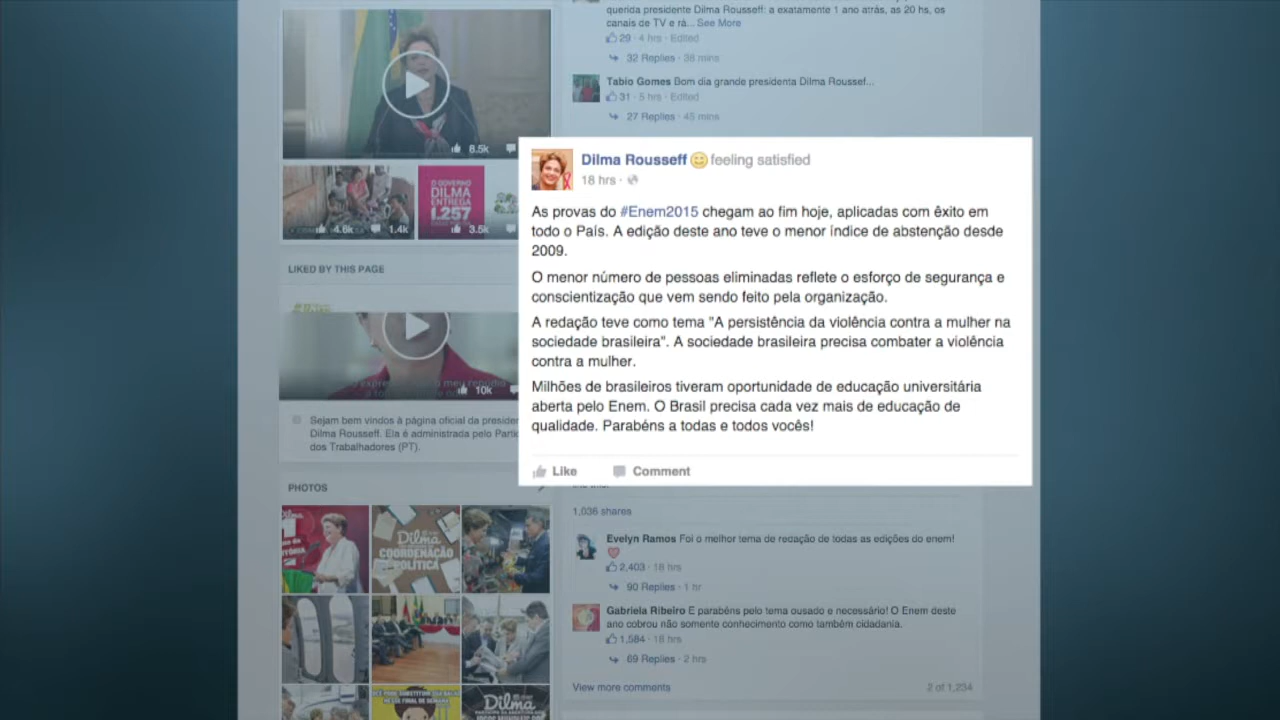 querida presidente Dilma Rousseff: a exatamente 1 ano atrás, as 20 hs, os
canais de TV e rá... See More
29 · 4 hrs · Edited
32 Replies · 36 mins
Tabio Gomes Bom dia grande presidenta Dilma Roussef...
31 · 5 hrs · Edited
27 Replies · 45 mins
8.5k
O GOVERNO
DILMA
ENTREGA
1.257
4.6k 1.4k 3.5k
LIKED BY THIS PAGE
meu repúdio
10k
Sejam bem vindos à página oficial da presiden
Dilma Rousseff. Ela é administrada pelo Partid
dos Trabalhadores (PT).
PHOTOS
Dilma
COORDENAÇÃO
POLÍTICA
Dilma
Dilma Rousseff feeling satisfied
18 hrs ·
As provas do #Enem2015 chegam ao fim hoje, aplicadas com êxito em
todo o País. A edição deste ano teve o menor índice de abstenção desde
2009.
O menor número de pessoas eliminadas reflete o esforço de segurança e
conscientização que vem sendo feito pela organização.
A redação teve como tema "A persistência da violência contra a mulher na
sociedade brasileira". A sociedade brasileira precisa combater a violência
contra a mulher.
Milhões de brasileiros tiveram oportunidade de educação universitária
aberta pelo Enem. O Brasil precisa cada vez mais de educação de
qualidade. Parabéns a todas e todos vocês!
Like Comment
1,036 shares
Evelyn Ramos Foi o melhor tema de redação de todas as edições do enem!
2,403 · 18 hrs
90 Replies · 1 hr
Gabriela Ribeiro E parabéns pelo tema ousado e necessário! O Enem deste
ano cobrou não somente conhecimento como também cidadania.
1,584 · 18 hrs
69 Replies · 2 hrs
View more comments 2 of 1,234